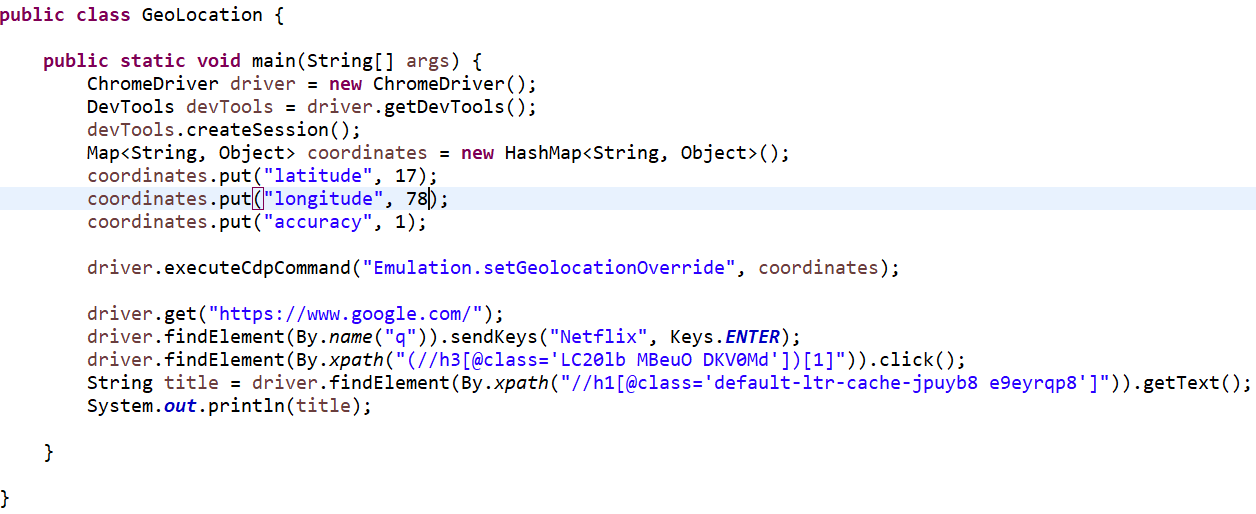 public class GeoLocation {
public static void main(String[] args) {
ChromeDriver driver = new ChromeDriver();
DevTools devTools = driver.getDevTools();
devTools.createSession();
Map<String, Object> coordinates = new HashMap<String, Object>();
coordinates.put("latitude", 17);
coordinates.put("longitude", 78);
coordinates.put("accuracy", 1);
driver.executeCdpCommand("Emulation.setGeolocationOverride", coordinates);
driver.get("https://www.google.com/");
driver.findElement(By.name("q")).sendKeys("Netflix", Keys.ENTER);
driver.findElement(By.xpath("(//h3[@class='LC20lb MBeuO DKV0Md'])[1]")).click();
String title = driver.findElement(By.xpath("//h1[@class='default-ltr-cache-jpuyb8 e9eyrqp8']")).getText();
System.out.println(title);
}
}